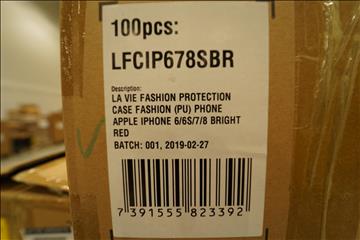 100pcs:
LFCIP678SBR
Description:
LA VIE FASHION PROTECTION
CASE FASHION (PU) PHONE
APPLE IPHONE 6/6S/7/8 BRIGHT
RED
BATCH: 001, 2019-02-27
7 391555 823392